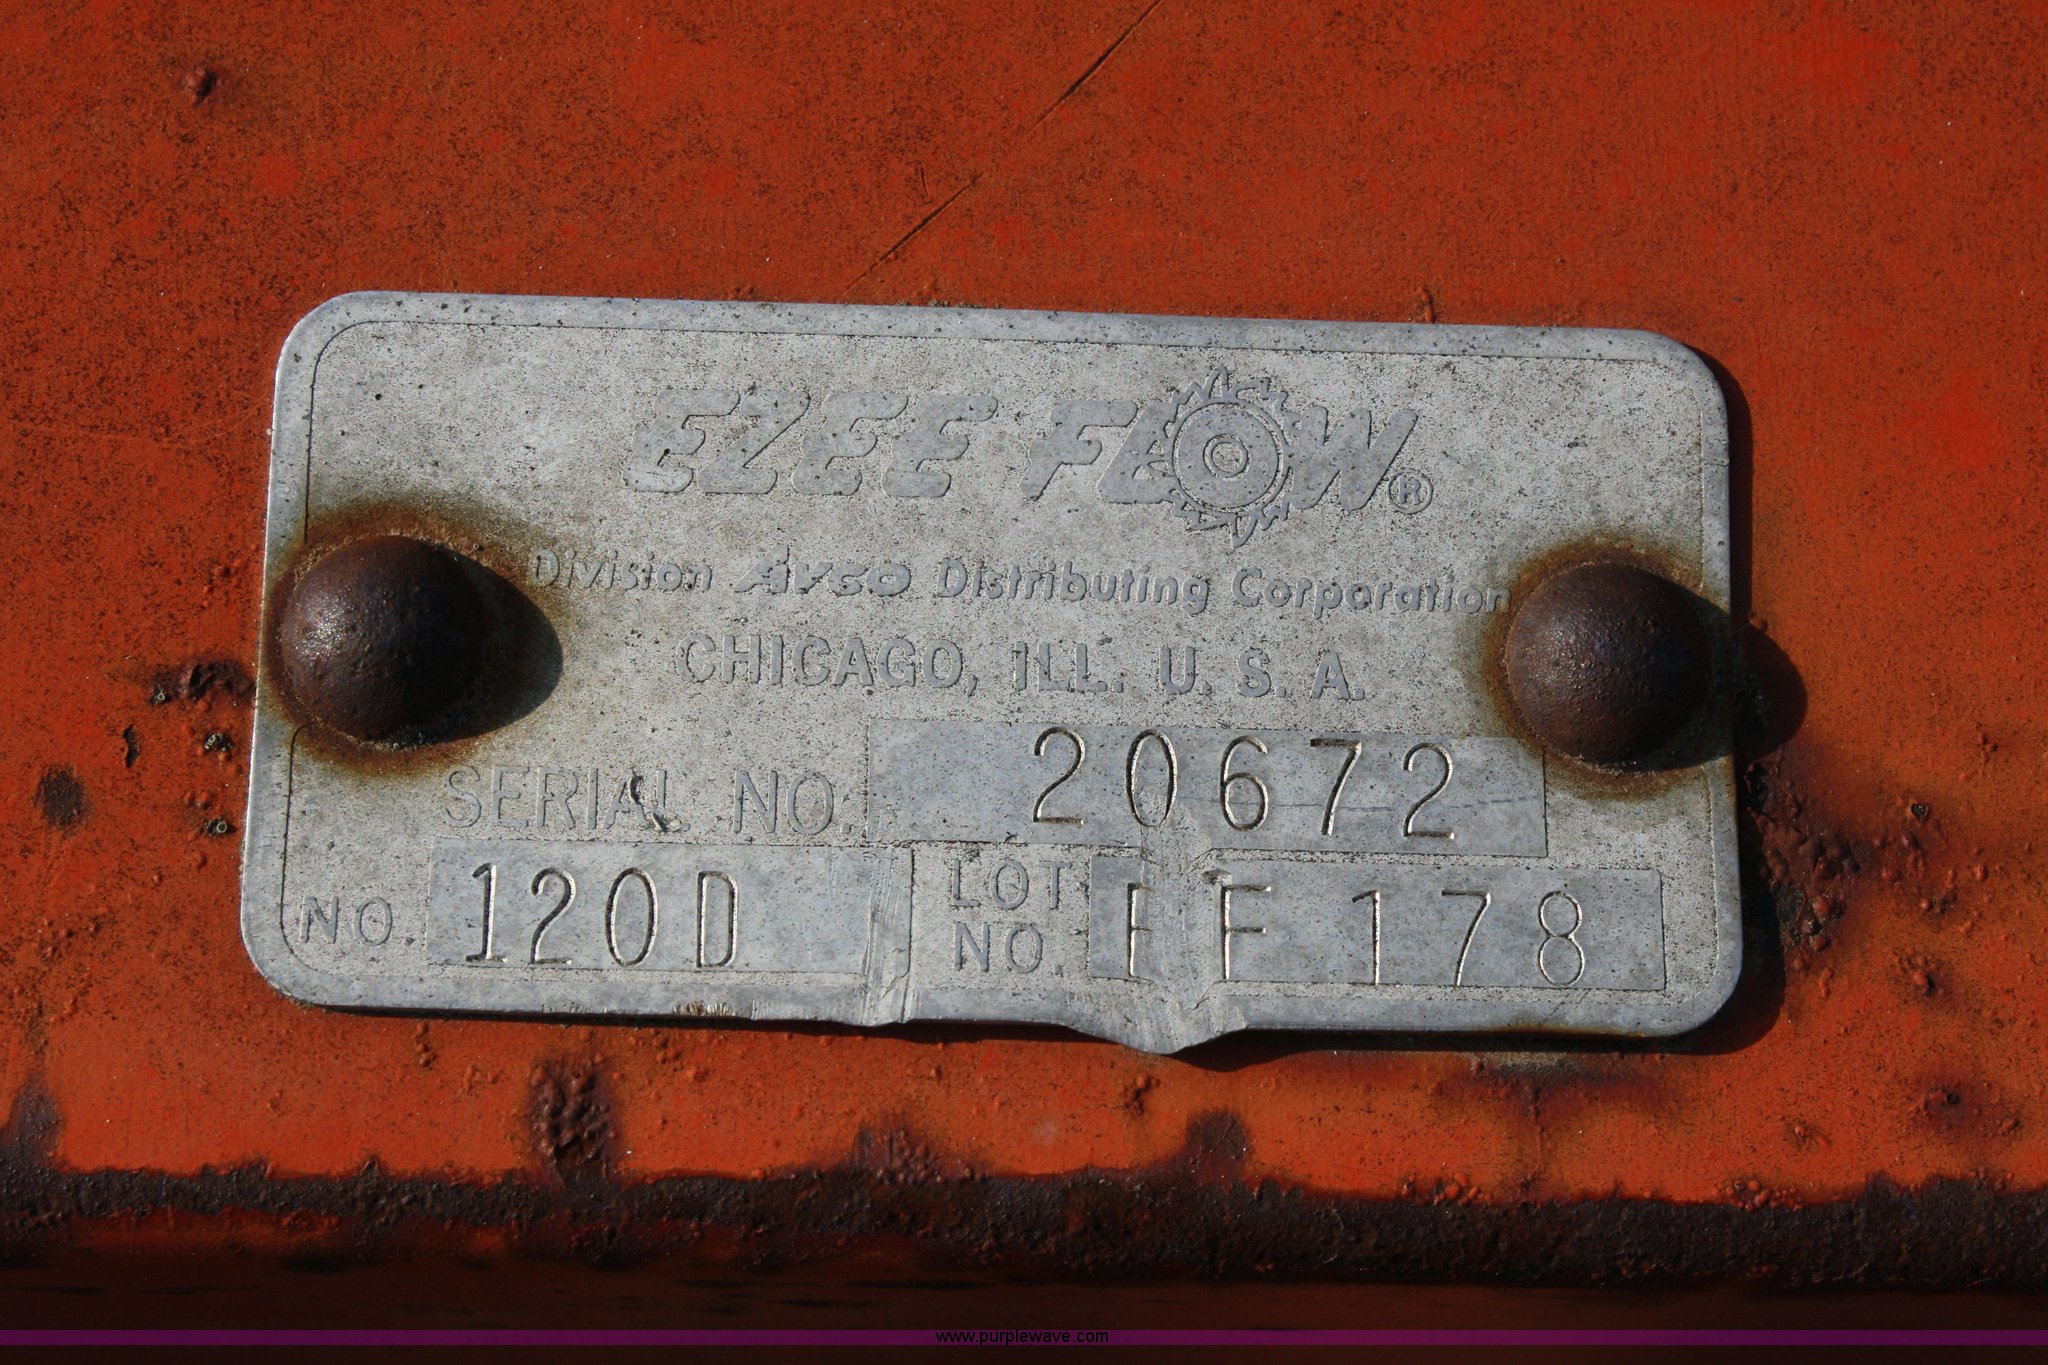 EZEE FLOW ®
Division Avco Distributing Corporation
CHICAGO, ILL. U. S. A.
SERIAL NO. 20672
NO. 120D LOT NO. EF 178
www.purplewave.com